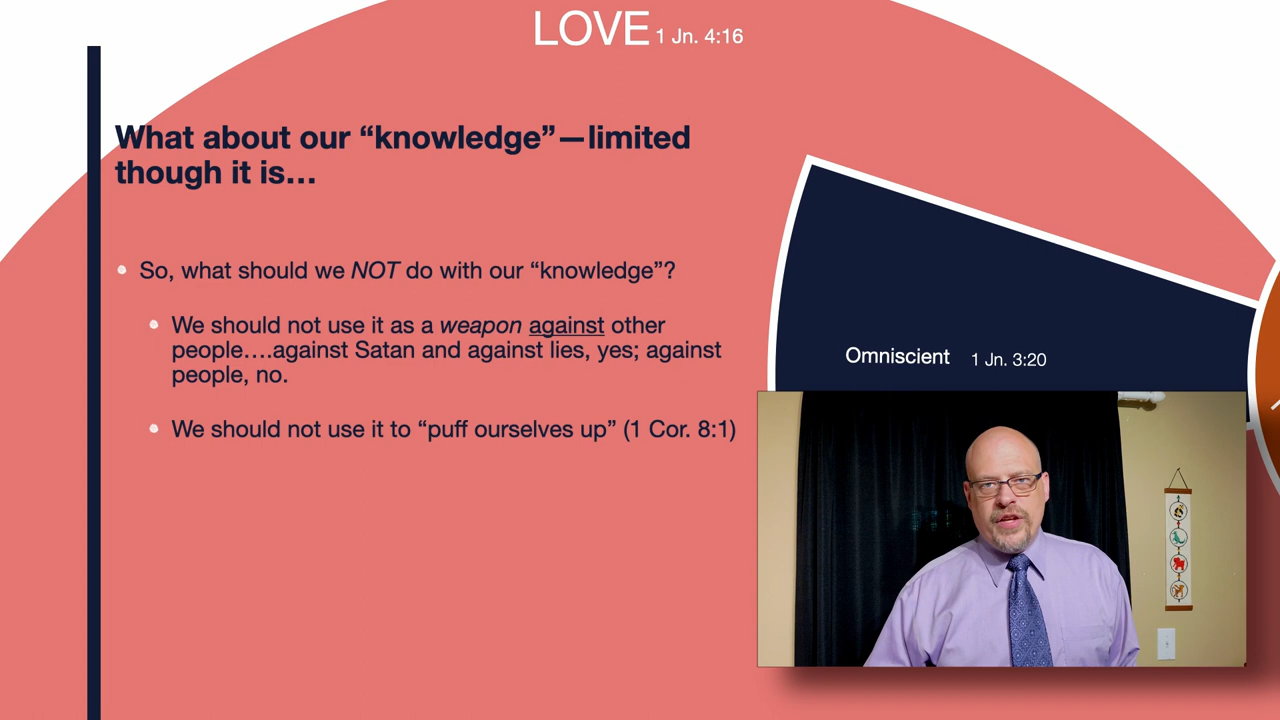 LOVE 1 Jn. 4:16
What about our “knowledge”—limited
though it is…
So, what should we NOT do with our “knowledge”?
We should not use it as a weapon against other
people….against Satan and against lies, yes; against
people, no.
We should not use it to “puff ourselves up” (1 Cor. 8:1)
Omniscient 1 Jn. 3:20